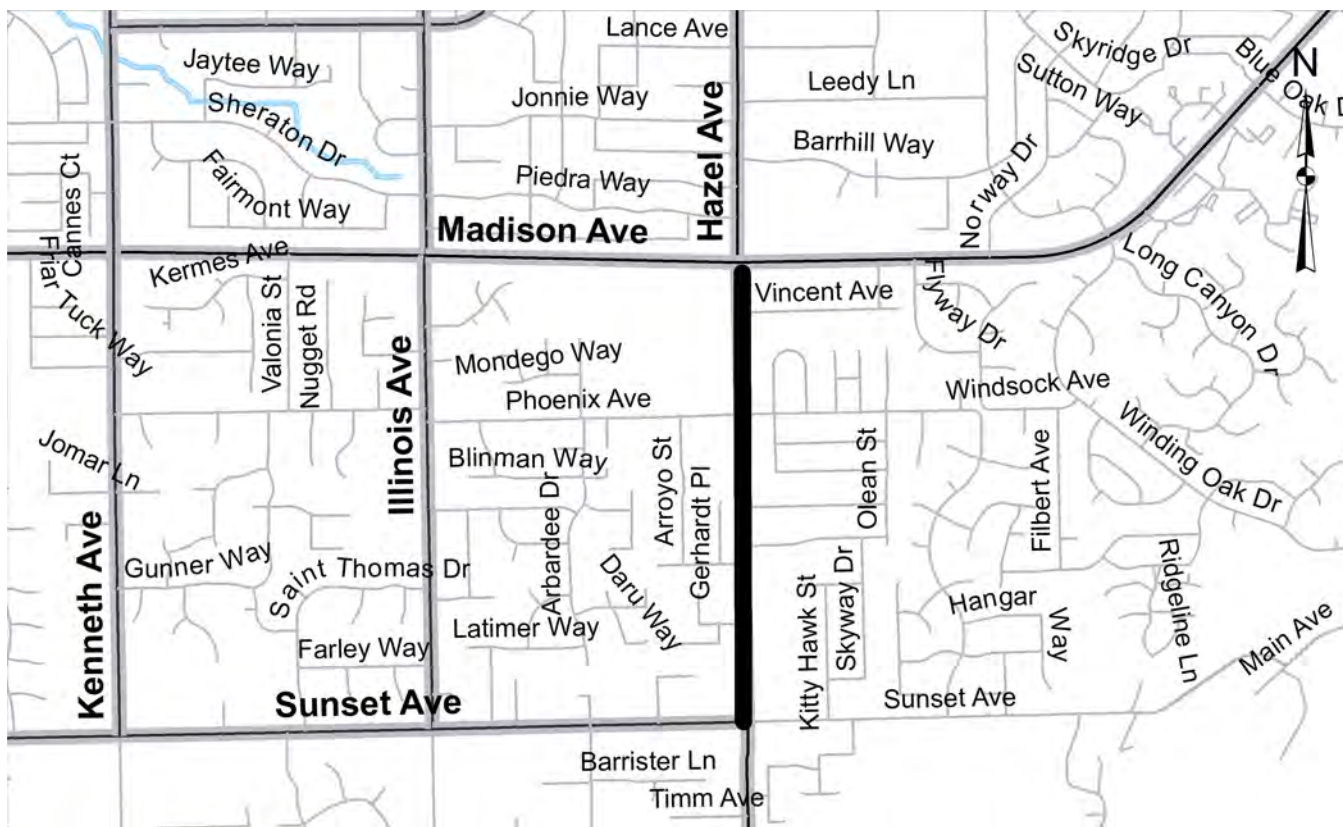 Lance Ave
Skyridge Dr
Blue Oak D
N
Jaytee Way
Leedy Ln
Sutton Way
Jonnie Way
Sheraton Dr
Hazel Ave
Barrhill Way
Cannes Ct
Fairmont Way
Piedra Way
Norway Dr
Madison Ave
Friar Tuck Way
Kermes Ave
Long Canyon Dr
Vincent Ave
Flyway Dr
Valonia St
Nugget Rd
Illinois Ave
Mondego Way
Windsock Ave
Phoenix Ave
Winding Oak Dr
Jomar Ln
Blinman Way
Arroyo St
Gerhardt Pl
Olean St
Filbert Ave
Kenneth Ave
Gunner Way
Saint Thomas Dr
Arbardee Dr
Daru Way
Ridgeline Ln
Kitty Hawk St
Skyway Dr
Hangar Way
Latimer Way
Farley Way
Main Ave
Sunset Ave
Sunset Ave
Barrister Ln
Timm Ave